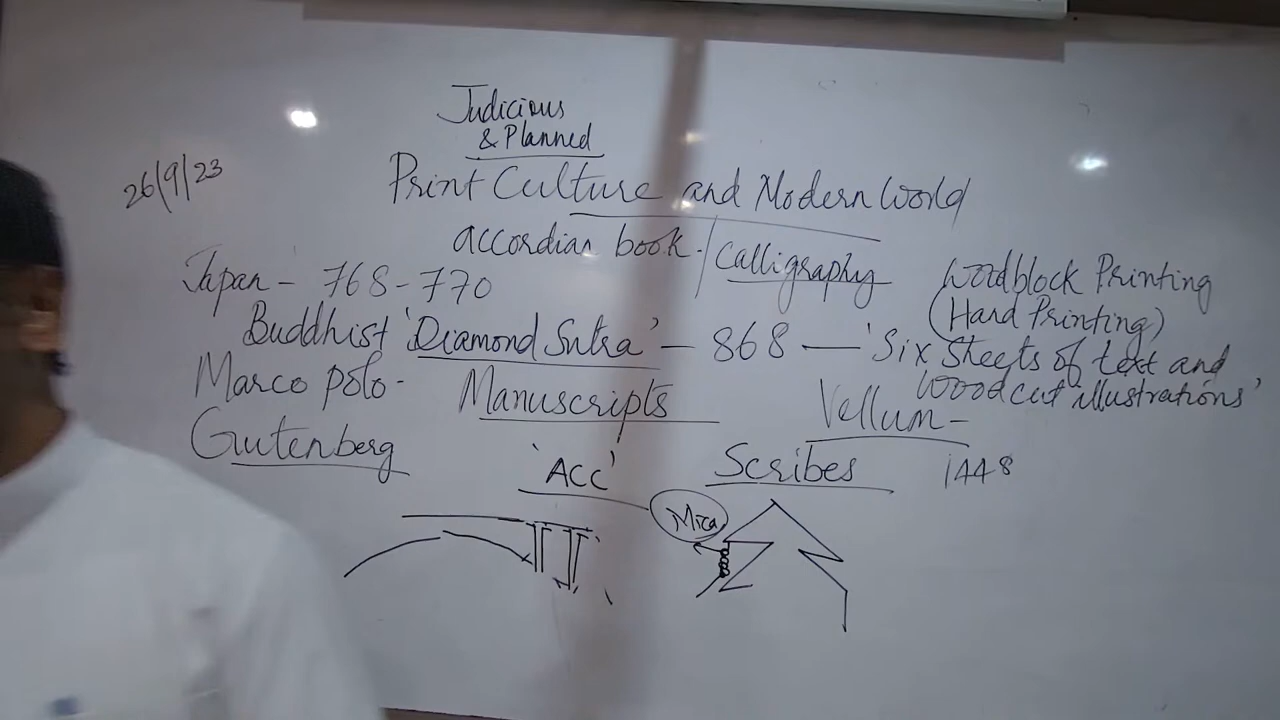 Judicious
& Planned
26/9/23
Print Culture and Modern World
accordian book. / Calligraphy
Woodblock Printing
(Hard Printing)
Japan - 768-770
Buddhist 'Diamond Sutra' - 868 — 'Six Sheets of text and
woodcut illustrations'
Marco polo - Manuscripts
Vellum -
Gutenberg
'ACC'
Scribes
1448
Mica